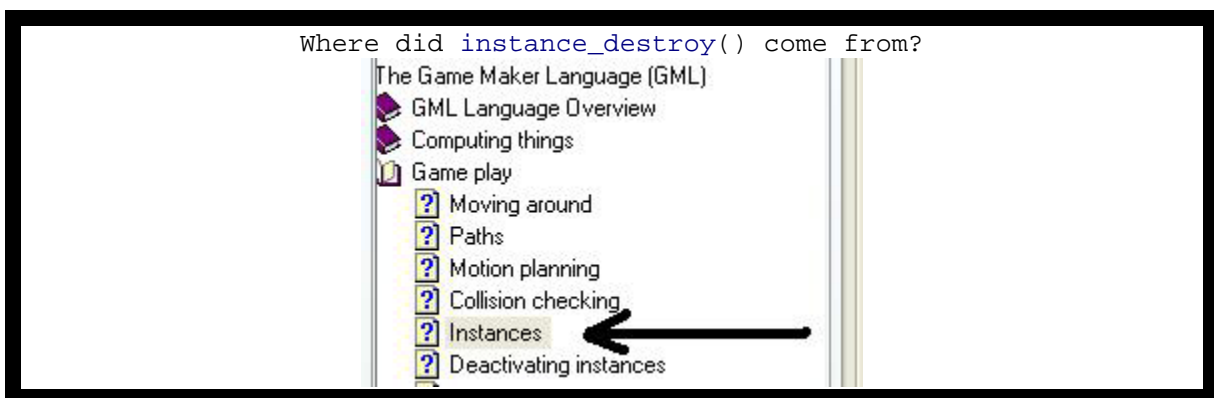 Where did instance_destroy() come from?
The Game Maker Language (GML)
GML Language Overview
Computing things
Game play
? Moving around
? Paths
? Motion planning
? Collision checking
? Instances
? Deactivating instances